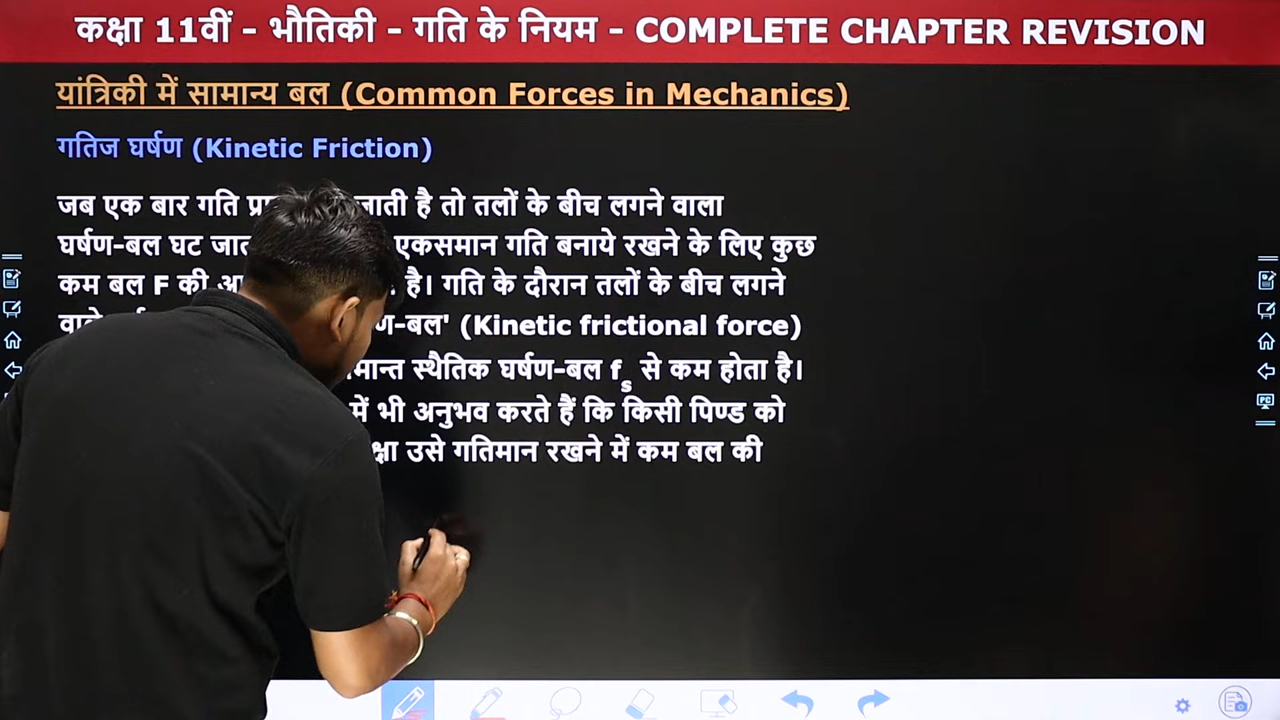 कक्षा 11वीं - भौतिकी - गति के नियम - COMPLETE CHAPTER REVISION
यांत्रिकी में सामान्य बल (Common Forces in Mechanics)
गतिज घर्षण (Kinetic Friction)
जब एक बार गति जाती है तो तलों के बीच लगने वाला
घर्षण-बल घट एकसमान गति बनाये रखने के लिए कुछ
कम बल F की है। गति के दौरान तलों के बीच लगने
(Kinetic frictional force)
स्थैतिक घर्षण-बल fs से कम होता है।
में भी अनुभव करते हैं कि किसी पिण्ड को
उसे गतिमान रखने में कम बल की
PC